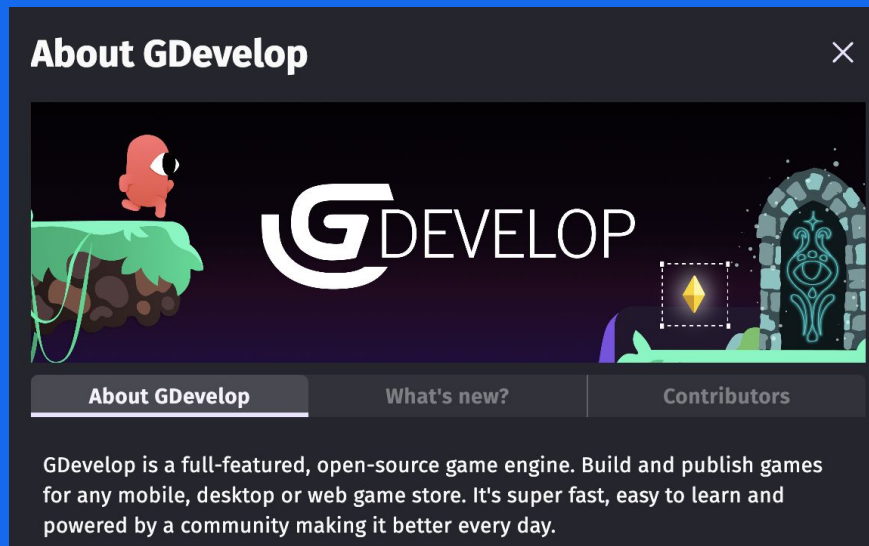 About GDevelop
GDEVELOP
About GDevelop
What's new?
Contributors
GDevelop is a full-featured, open-source game engine. Build and publish games
for any mobile, desktop or web game store. It's super fast, easy to learn and
powered by a community making it better every day.